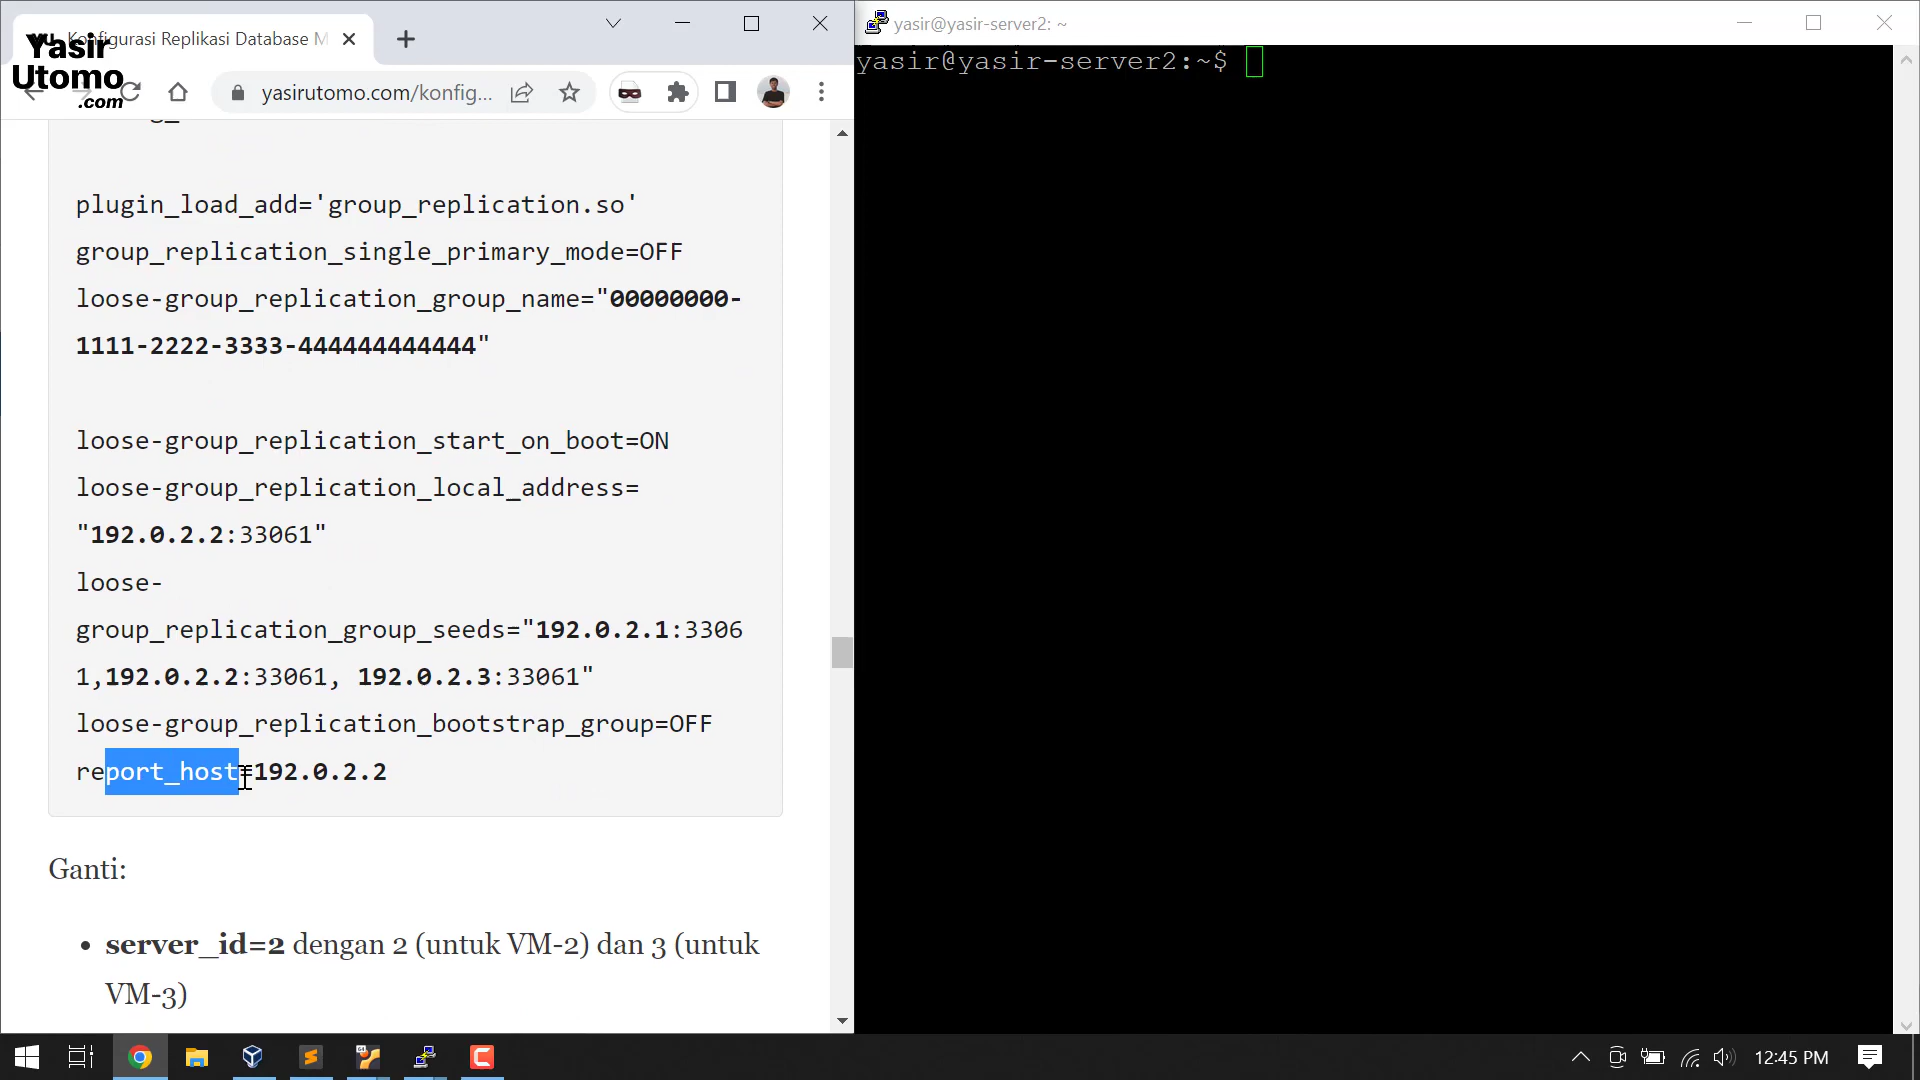 Konfigurasi Replikasi Database M
yasir@yasir-server2: ~
Yasir
Utomo
.com
yasirutomo.com/konfig...
yasir@yasir-server2:~$
plugin_load_add='group_replication.so'
group_replication_single_primary_mode=OFF
loose-group_replication_group_name="00000000-
1111-2222-3333-444444444444"
loose-group_replication_start_on_boot=ON
loose-group_replication_local_address=
"192.0.2.2:33061"
loose-
group_replication_group_seeds="192.0.2.1:3306
1,192.0.2.2:33061, 192.0.2.3:33061"
loose-group_replication_bootstrap_group=OFF
report_host=192.0.2.2
Ganti:
• server_id=2 dengan 2 (untuk VM-2) dan 3 (untuk
VM-3)
12:45 PM